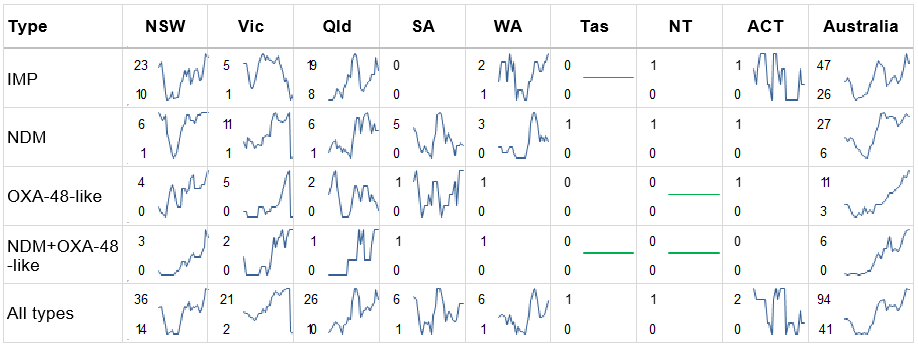 Type NSW Vic Qld SA WA Tas NT ACT Australia
23 5 19 0 2 0 1 1 47
IMP
10 1 8 0 1 0 0 0 26
6 11 6 5 3 1 1 1 27
NDM
1 1 1 0 0 0 0 0 6
4 5 2 1 1 0 0 1 11
OXA-48-like
0 0 0 0 0 0 0 0 3
3 2 1 1 1 0 0 0 6
NDM+OXA-48
-like
0 0 0 0 0 0 0 0 0
36 21 26 6 6 1 1 2 94
All types
14 2 10 1 1 0 0 0 41